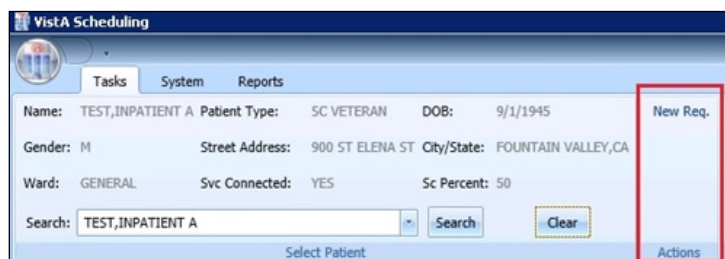 VistA Scheduling
Tasks System Reports
Name: TEST,INPATIENT A Patient Type: SC VETERAN DOB: 9/1/1945 New Req.
Gender: M Street Address: 900 ST ELENA ST City/State: FOUNTAIN VALLEY,CA
Ward: GENERAL Svc Connected: YES Sc Percent: 50
Search: TEST,INPATIENT A Search Clear
Select Patient Actions